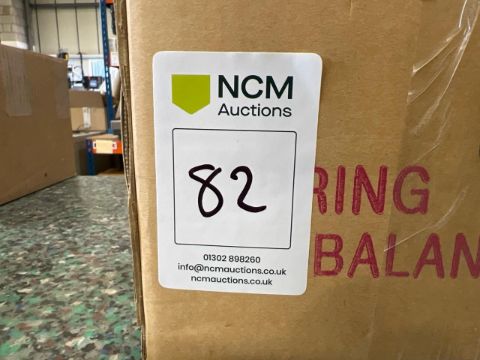 NCM
Auctions
82
01302 898260
info@ncmauctions.co.uk
ncmauctions.co.uk
RING
BALAN